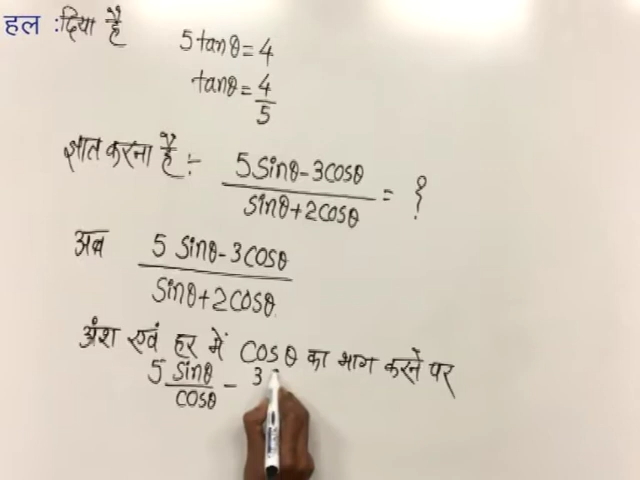 हल :दिया है
5tanθ=4
tanθ=4/5
ज्ञात करना है :- 5sinθ-3cosθ/sinθ+2cosθ = ?
अब 5 sinθ-3cosθ/sinθ+2cosθ
अंश एवं हर में cosθ का भाग करने पर
5 sinθ/cosθ - 3